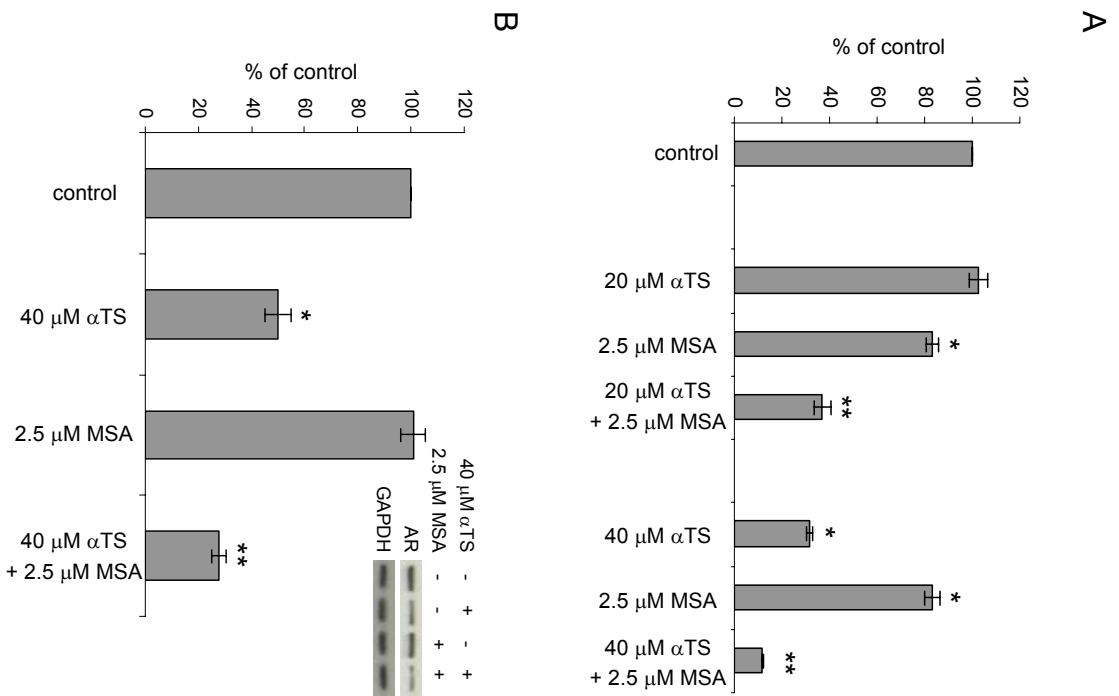 A
% of control
0 20 40 60 80 100 120
control
20 μM αTS
2.5 μM MSA
20 μM αTS
+ 2.5 μM MSA
40 μM αTS
2.5 μM MSA
40 μM αTS
+ 2.5 μM MSA
*
**
*
*
**
B
% of control
0 20 40 60 80 100 120
control
40 μM αTS
2.5 μM MSA
40 μM αTS
+ 2.5 μM MSA
*
**
40 μM αTS - + - +
2.5 μM MSA - - + +
AR
GAPDH